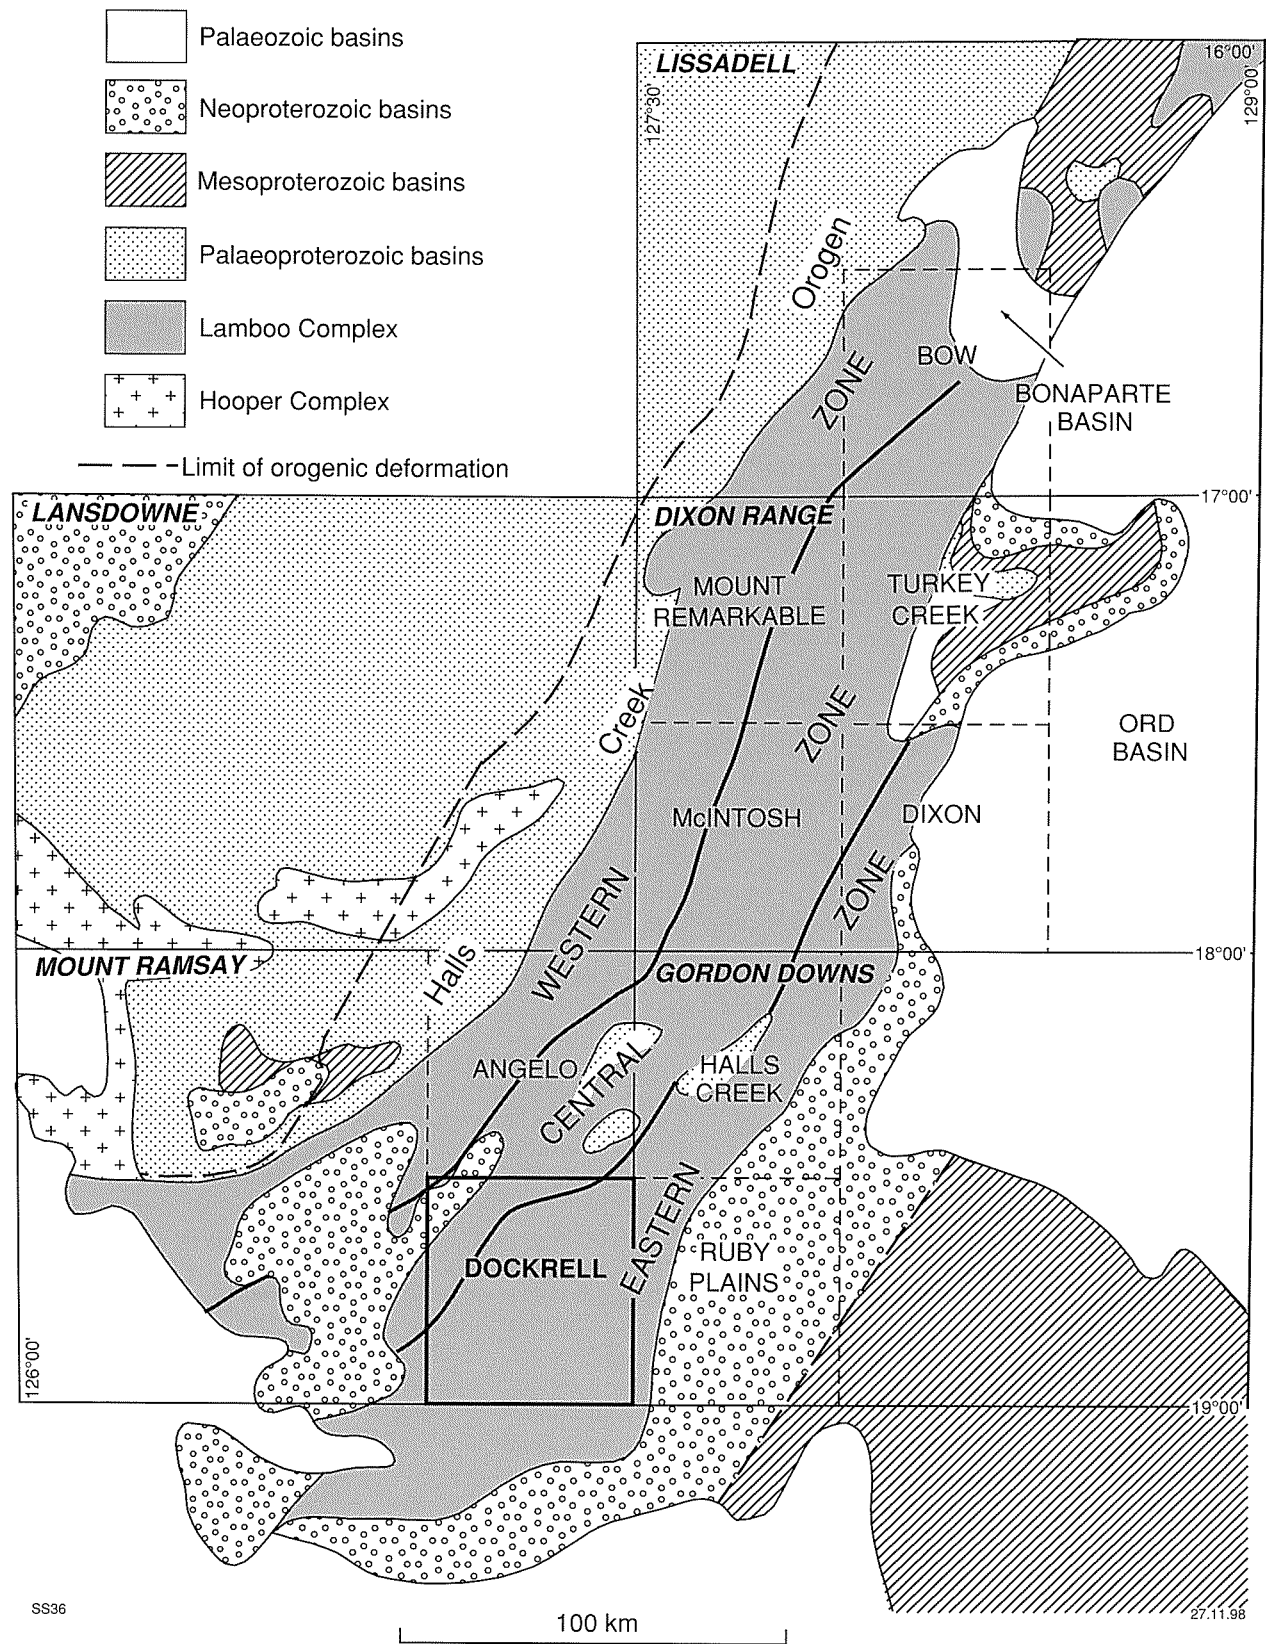 Palaeozoic basins
Neoproterozoic basins
Mesoproterozoic basins
Palaeoproterozoic basins
Lamboo Complex
Hooper Complex
Limit of orogenic deformation
LISSADELL
16°00'
127°30'
129°00'
Orogen
ZONE
BOW
BONAPARTE
BASIN
17°00'
LANSDOWNE
DIXON RANGE
MOUNT
REMARKABLE
TURKEY
CREEK
Creek
ZONE
ORD
BASIN
McINTOSH
DIXON
ZONE
WESTERN
MOUNT RAMSAY
Halls
GORDON DOWNS
18°00'
ANGELO
CENTRAL
HALLS
CREEK
EASTERN
DOCKRELL
RUBY
PLAINS
126°00'
19°00'
SS36
100 km
27.11.98